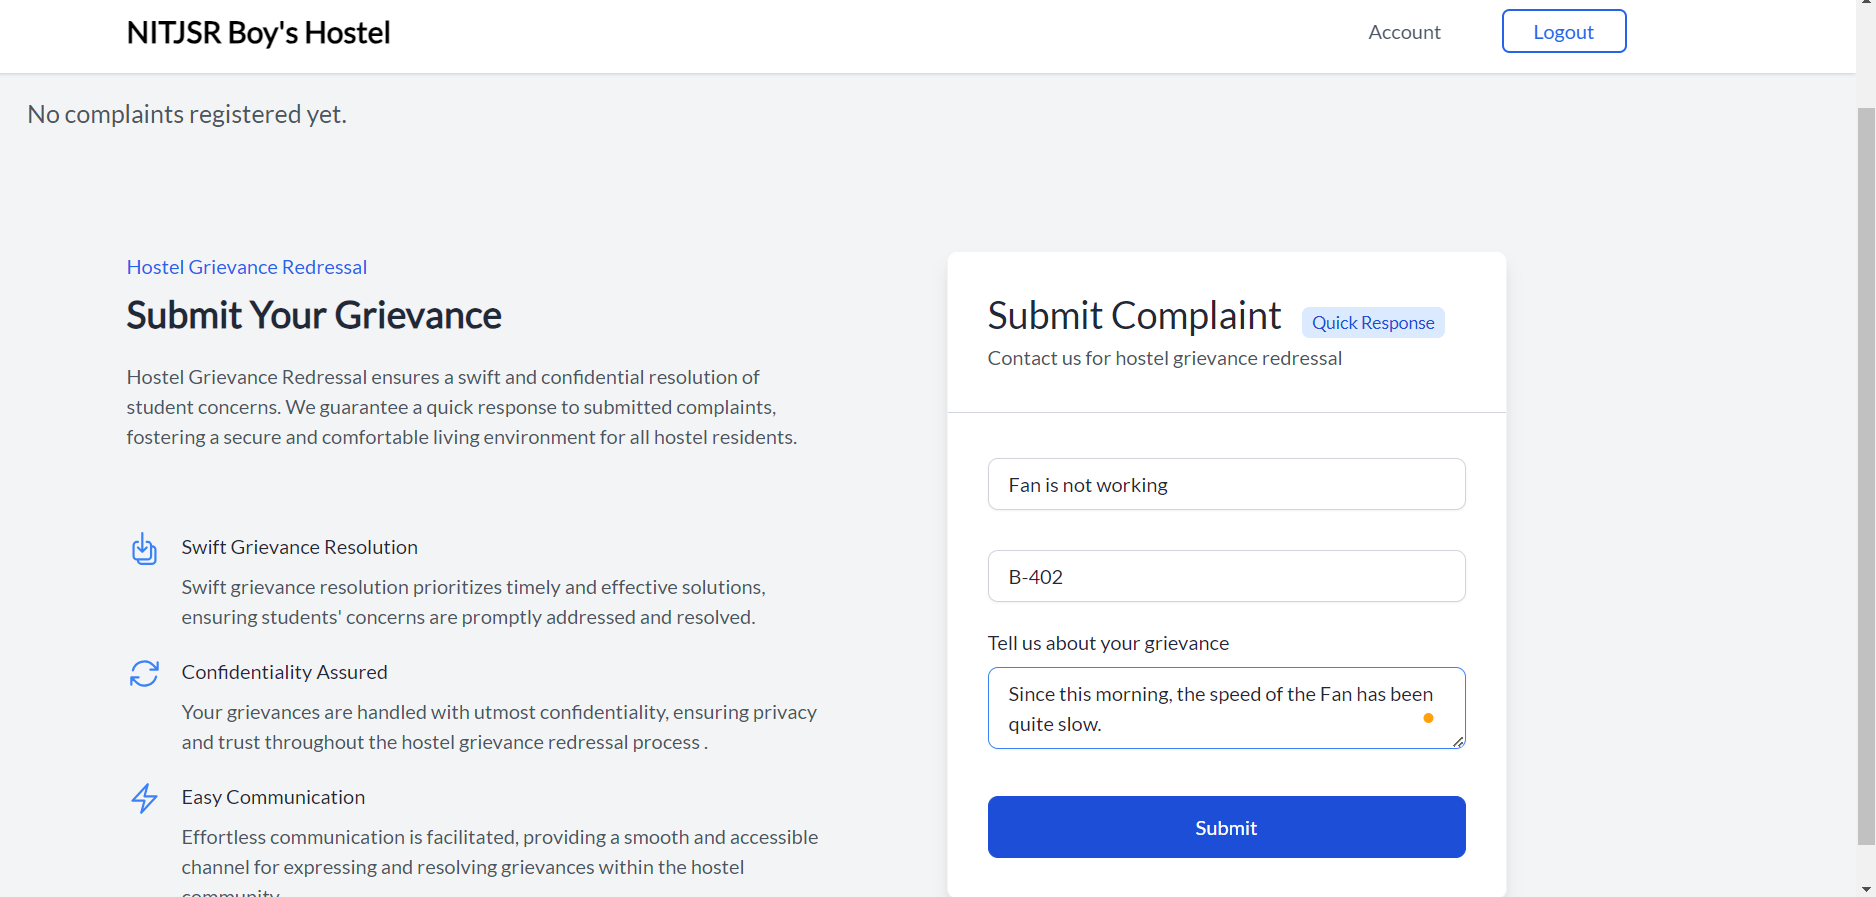 NITJSR Boy's Hostel
Account
Logout
No complaints registered yet.
Hostel Grievance Redressal
Submit Your Grievance
Hostel Grievance Redressal ensures a swift and confidential resolution of
student concerns. We guarantee a quick response to submitted complaints,
fostering a secure and comfortable living environment for all hostel residents.
Swift Grievance Resolution
Swift grievance resolution prioritizes timely and effective solutions,
ensuring students' concerns are promptly addressed and resolved.
Confidentiality Assured
Your grievances are handled with utmost confidentiality, ensuring privacy
and trust throughout the hostel grievance redressal process .
Easy Communication
Effortless communication is facilitated, providing a smooth and accessible
channel for expressing and resolving grievances within the hostel
community.
Submit Complaint
Quick Response
Contact us for hostel grievance redressal
Fan is not working
B-402
Tell us about your grievance
Since this morning, the speed of the Fan has been
quite slow.
Submit